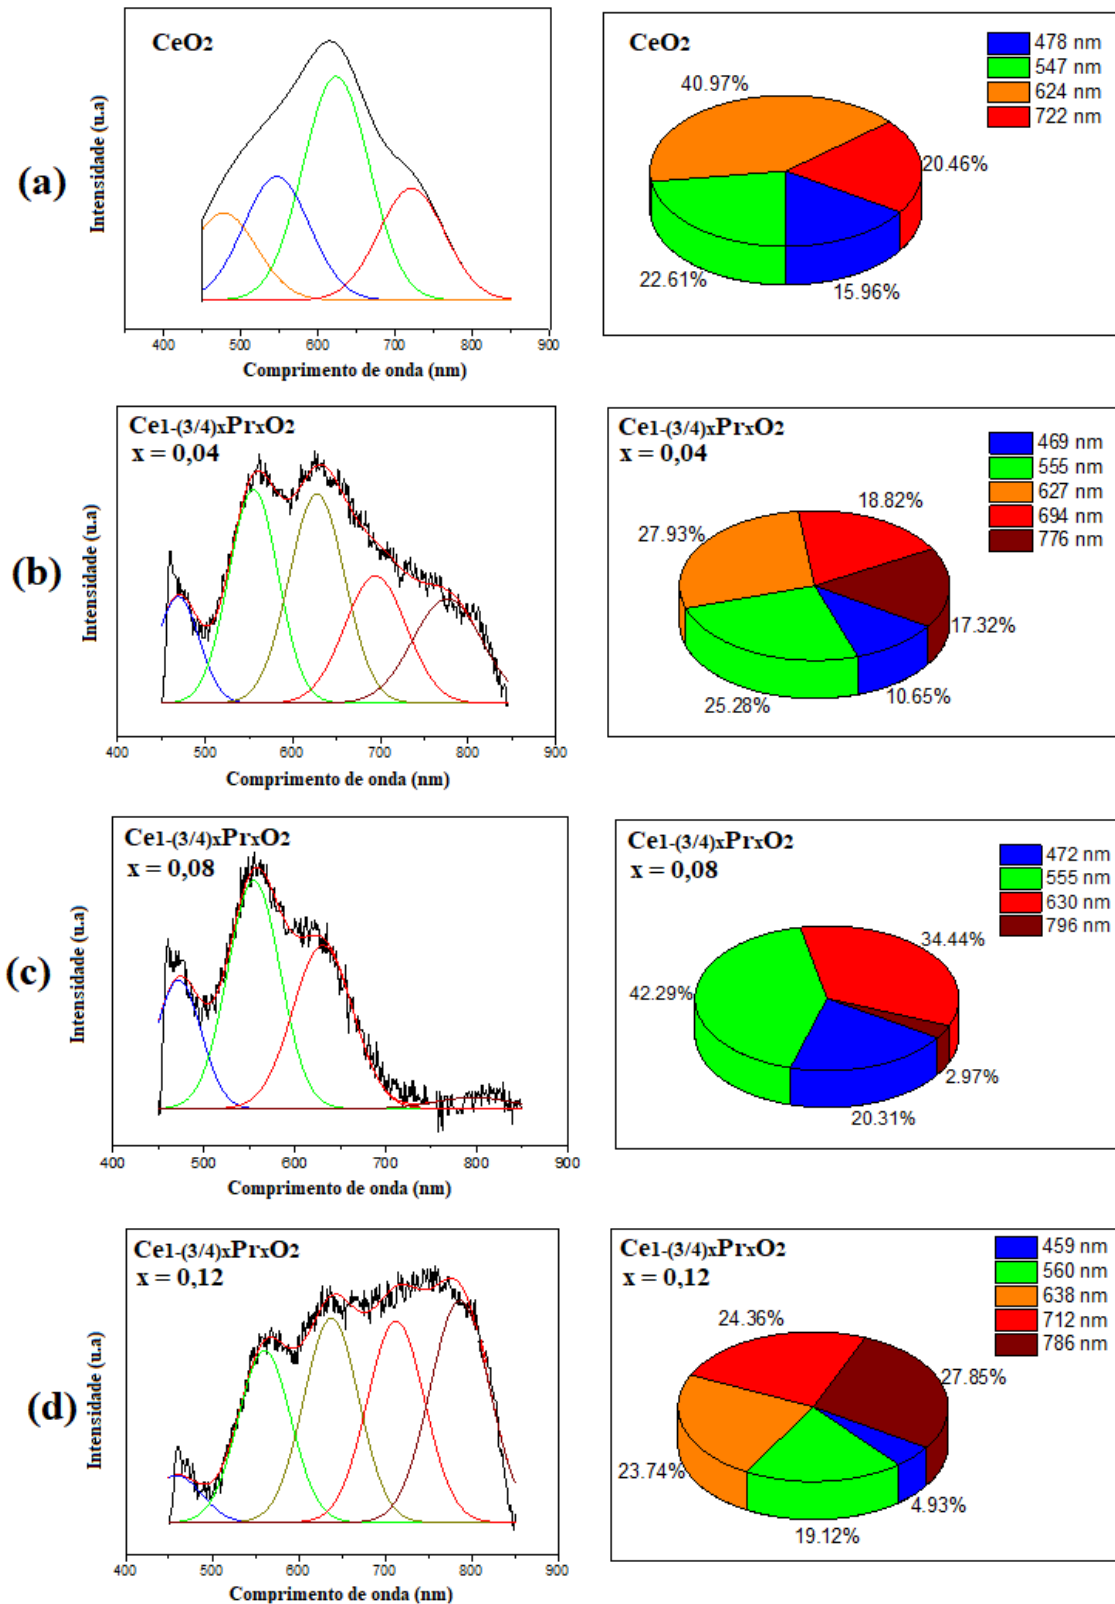 (a)
CeO2
Intensidade (u.a)
400 500 600 700 800 900
Comprimento de onda (nm)
CeO2
478 nm
547 nm
624 nm
722 nm
40.97%
20.46%
22.61%
15.96%
(b)
Ce1-(3/4)xPrxO2
x = 0,04
Intensidade (u.a)
400 500 600 700 800 900
Comprimento de onda (nm)
Ce1-(3/4)xPrxO2
x = 0,04
469 nm
555 nm
627 nm
694 nm
776 nm
18.82%
27.93%
17.32%
25.28%
10.65%
(c)
Ce1-(3/4)xPrxO2
x = 0,08
Intensidade (u.a)
400 500 600 700 800 900
Comprimento de onda (nm)
Ce1-(3/4)xPrxO2
x = 0,08
472 nm
555 nm
630 nm
796 nm
34.44%
42.29%
2.97%
20.31%
(d)
Ce1-(3/4)xPrxO2
x = 0,12
Intensidade (u.a)
400 500 600 700 800 900
Comprimento de onda (nm)
Ce1-(3/4)xPrxO2
x = 0,12
459 nm
560 nm
638 nm
712 nm
786 nm
24.36%
27.85%
23.74%
4.93%
19.12%